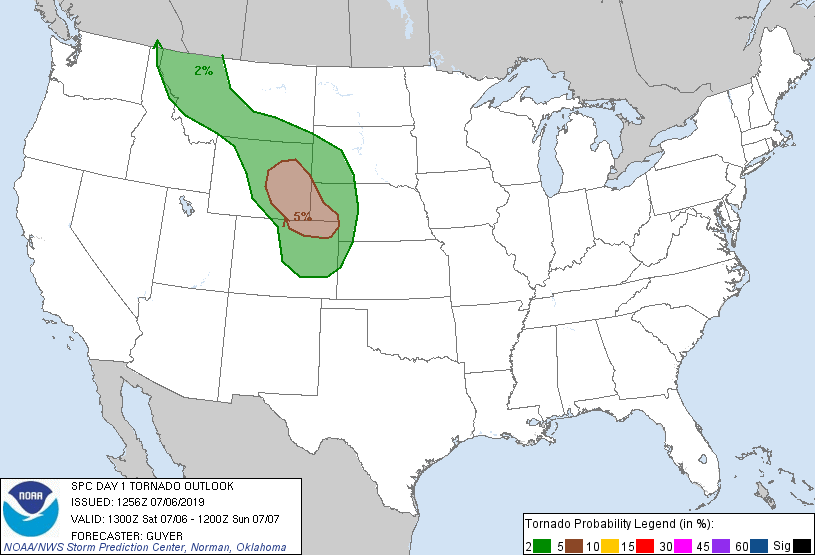 2%
5%
NOAA
SPC DAY 1 TORNADO OUTLOOK
ISSUED: 1256Z 07/06/2019
VALID: 1300Z Sat 07/06 - 1200Z Sun 07/07
FORECASTER: GUYER
NOAA/NWS Storm Prediction Center, Norman, Oklahoma
Tornado Probability Legend (in %):
2 5 10 15 30 45 60 Sig